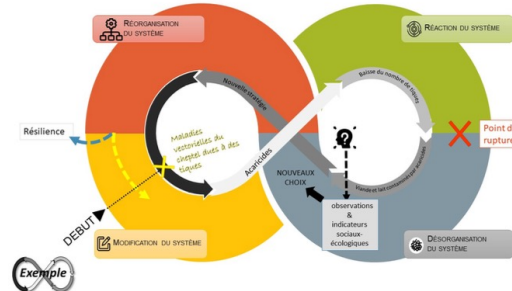 RÉORGANISATION
DU SYSTÈME
RÉACTION DU SYSTÈME
Nouvelle stratégie
Baisse du nombre de tiques
Résilience
Maladies
vectorielles du
cheptel dues à des
tiques
Acaricides
Point de
rupture
Viande et lait contaminés par acaricides
NOUVEAUX
CHOIX
DEBUT
observations
&
indicateurs
sociaux-
écologiques
MODIFICATION DU SYSTÈME
DÉSORGANISATION
DU SYSTÈME
Exemple